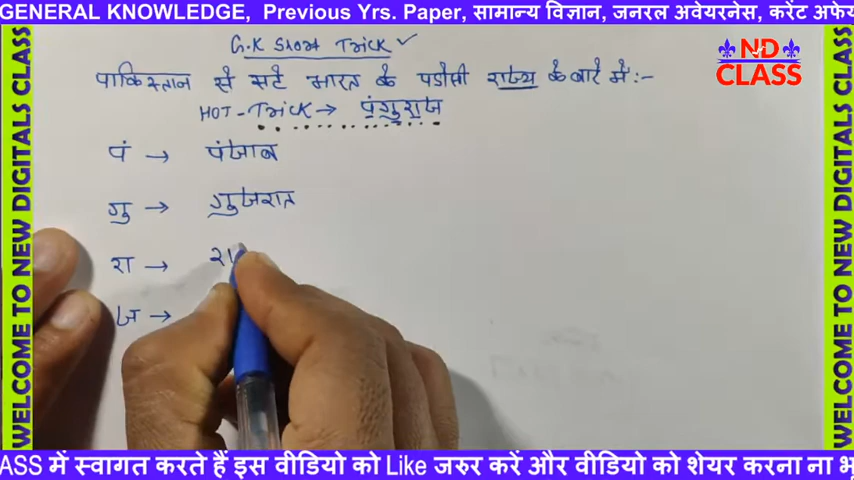 GENERAL KNOWLEDGE, Previous Yrs. Paper, सामान्य विज्ञान, जनरल अवेयरनेस, करेंट अफेय
G.K Short Trick ✓
पाकिस्तान से सटे भारत के पडोसी राज्य के बारे में:-
HOT-Trick → पंगुराज
पं → पंजाब
गु → गुजरात
रा → रा
ज →
ND
CLASS
WELCOME TO NEW DIGITALS CLASS
WELCOME TO NEW DIGITALS CLASS
ASS में स्वागत करते हैं इस वीडियो को Like जरुर करें और वीडियो को शेयर करना ना भू